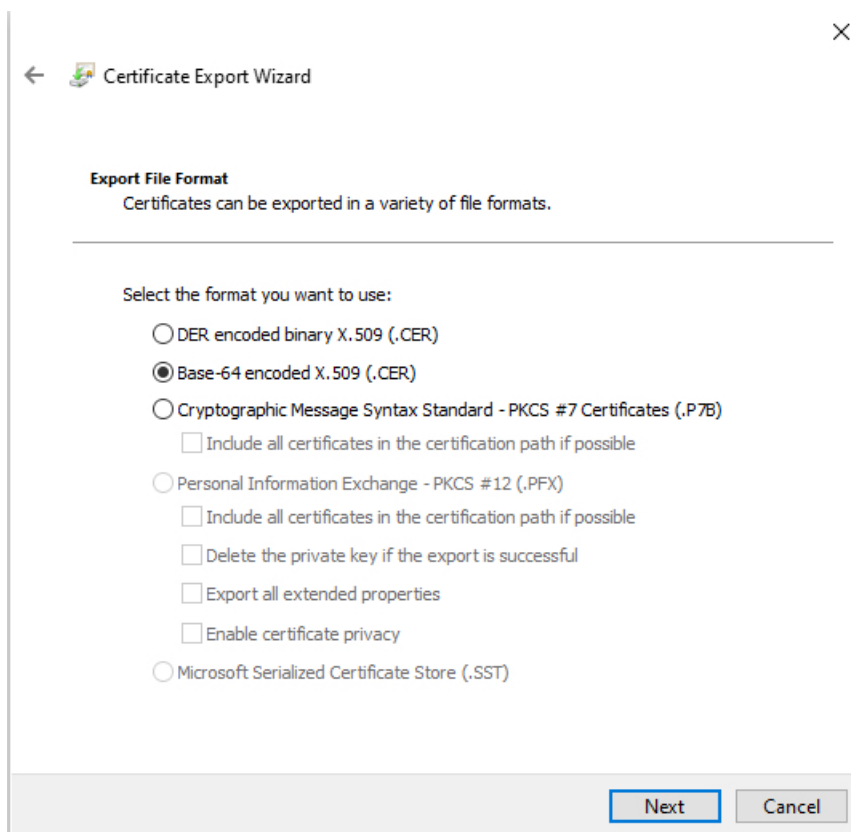 Certificate Export Wizard
Export File Format
Certificates can be exported in a variety of file formats.
Select the format you want to use:
DER encoded binary X.509 (.CER)
Base-64 encoded X.509 (.CER)
Cryptographic Message Syntax Standard - PKCS #7 Certificates (.P7B)
Include all certificates in the certification path if possible
Personal Information Exchange - PKCS #12 (.PFX)
Include all certificates in the certification path if possible
Delete the private key if the export is successful
Export all extended properties
Enable certificate privacy
Microsoft Serialized Certificate Store (.SST)
Next Cancel